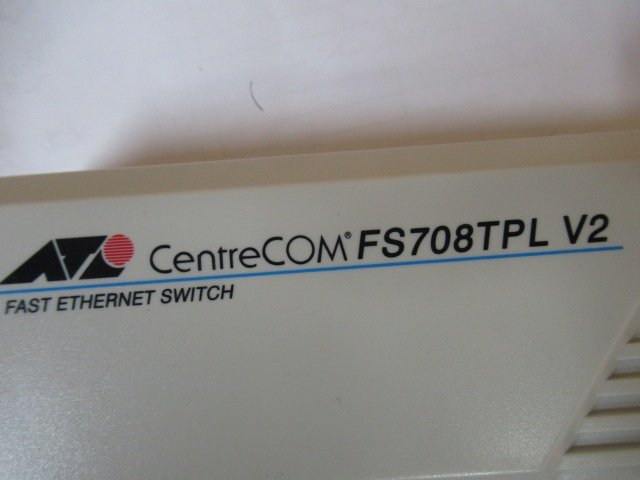 CentreCOM® FS708TPL V2
FAST ETHERNET SWITCH